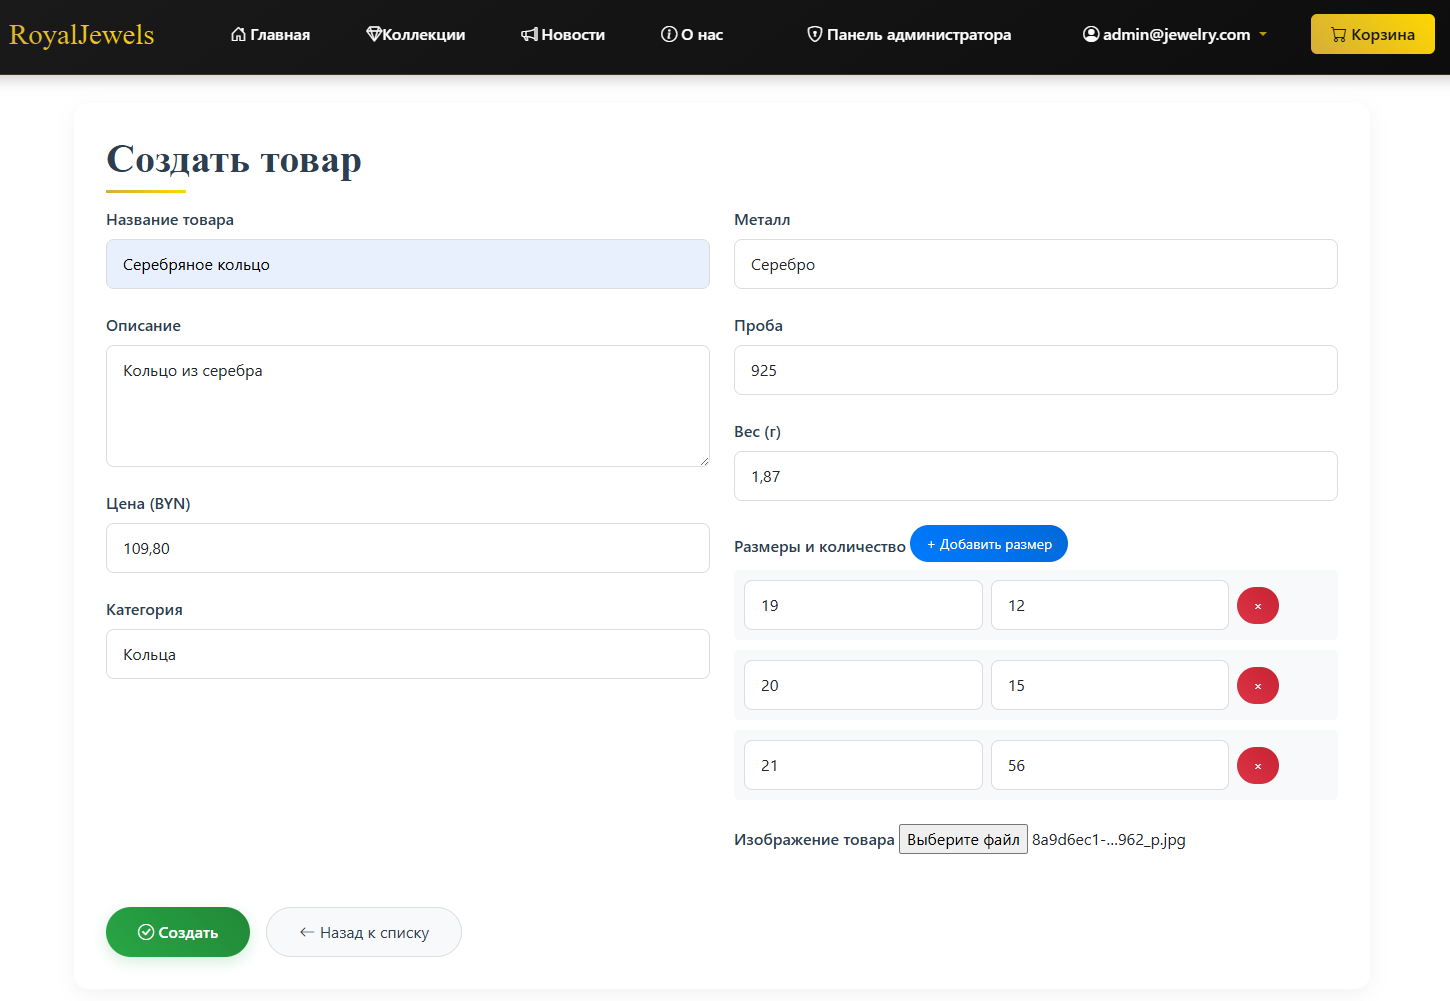 RoyalJewels
Главная
Коллекции
Новости
О нас
Панель администратора
admin@jewelry.com
Корзина
Создать товар
Название товара
Серебряное кольцо
Описание
Кольцо из серебра
Цена (BYN)
109,80
Категория
Кольца
Металл
Серебро
Проба
925
Вес (г)
1,87
Размеры и количество + Добавить размер
19 12 ×
20 15 ×
21 56 ×
Изображение товара Выберите файл 8a9d6ec1-...962_p.jpg
Создать
← Назад к списку